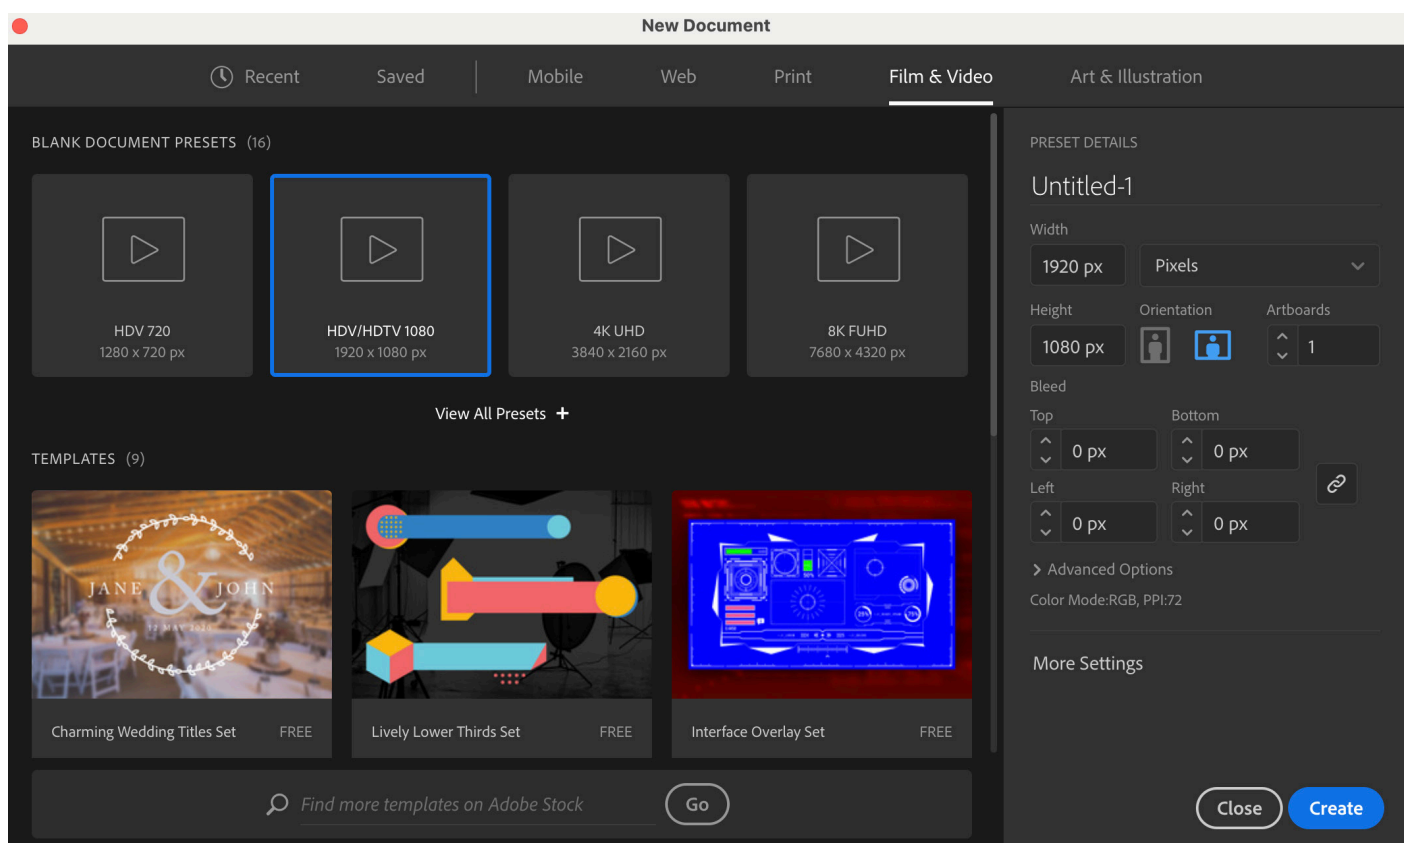 New Document
Recent
Saved
Mobile
Web
Print
Film & Video
Art & Illustration
BLANK DOCUMENT PRESETS (16)
HDV 720
1280 x 720 px
HDV/HDTV 1080
1920 x 1080 px
4K UHD
3840 x 2160 px
8K FUHD
7680 x 4320 px
View All Presets +
TEMPLATES (9)
JANE & JOHN
12 MAY 2020
Charming Wedding Titles Set FREE
Lively Lower Thirds Set FREE
Interface Overlay Set FREE
Find more templates on Adobe Stock
Go
PRESET DETAILS
Untitled-1
Width
1920 px
Pixels
Height Orientation Artboards
1080 px
1
Bleed
Top Bottom
0 px 0 px
Left Right
0 px 0 px
Advanced Options
Color Mode:RGB, PPI:72
More Settings
Close Create